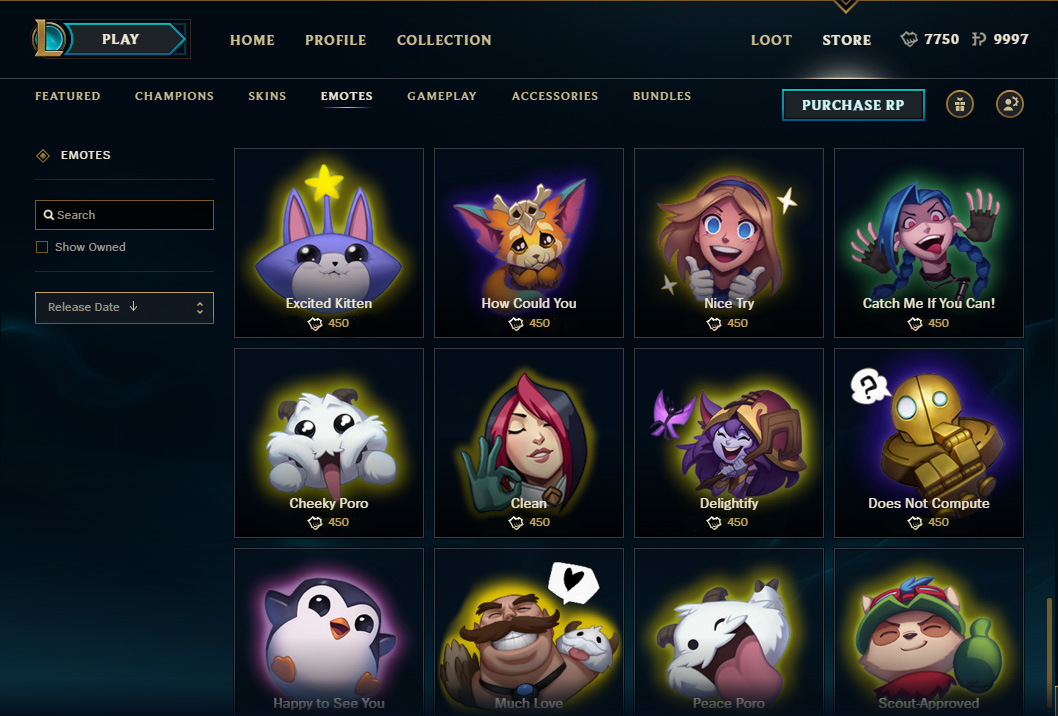 PLAY
HOME
PROFILE
COLLECTION
LOOT
STORE
7750
9997
FEATURED
CHAMPIONS
SKINS
EMOTES
GAMEPLAY
ACCESSORIES
BUNDLES
PURCHASE RP
EMOTES
Search
Show Owned
Release Date ↓
Excited Kitten
450
How Could You
450
Nice Try
450
Catch Me If You Can!
450
Cheeky Poro
450
Clean
450
Delightify
450
?
Does Not Compute
450
Happy to See You
Much Love
Peace Poro
Scout-Approved